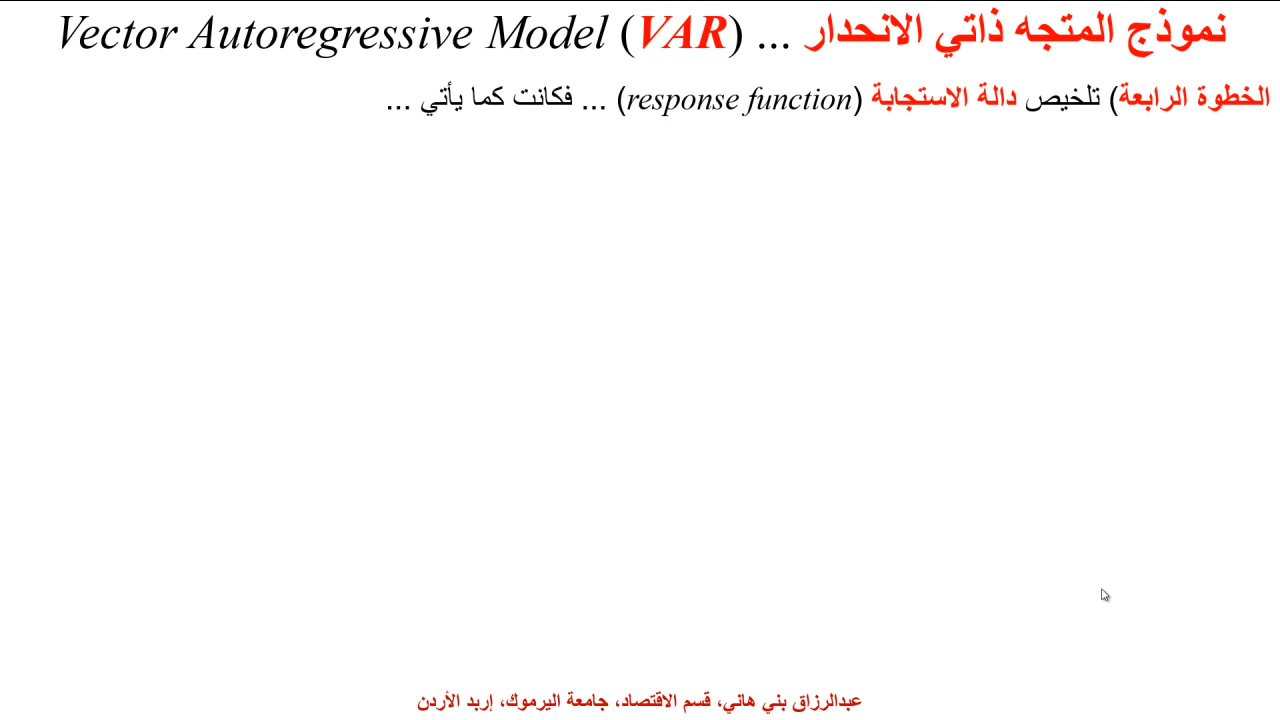 نموذج المتجه ذاتي الانحدار ... Vector Autoregressive Model (VAR)
الخطوة الرابعة) تلخيص دالة الاستجابة (response function) ... فكانت كما يأتي ...
عبدالرزاق بني هاني، قسم الاقتصاد، جامعة اليرموك، إربد الأردن